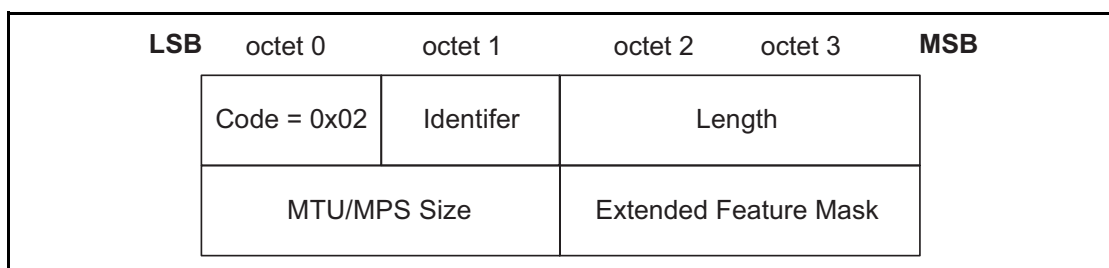 LSB octet 0 octet 1 octet 2 octet 3 MSB
Code = 0x02 Identifer Length
MTU/MPS Size Extended Feature Mask